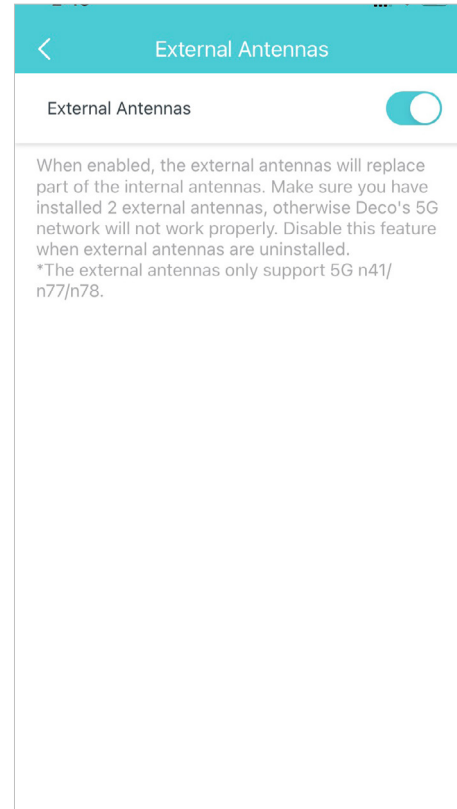 External Antennas
External Antennas
When enabled, the external antennas will replace
part of the internal antennas. Make sure you have
installed 2 external antennas, otherwise Deco's 5G
network will not work properly. Disable this feature
when external antennas are uninstalled.
*The external antennas only support 5G n41/
n77/n78.